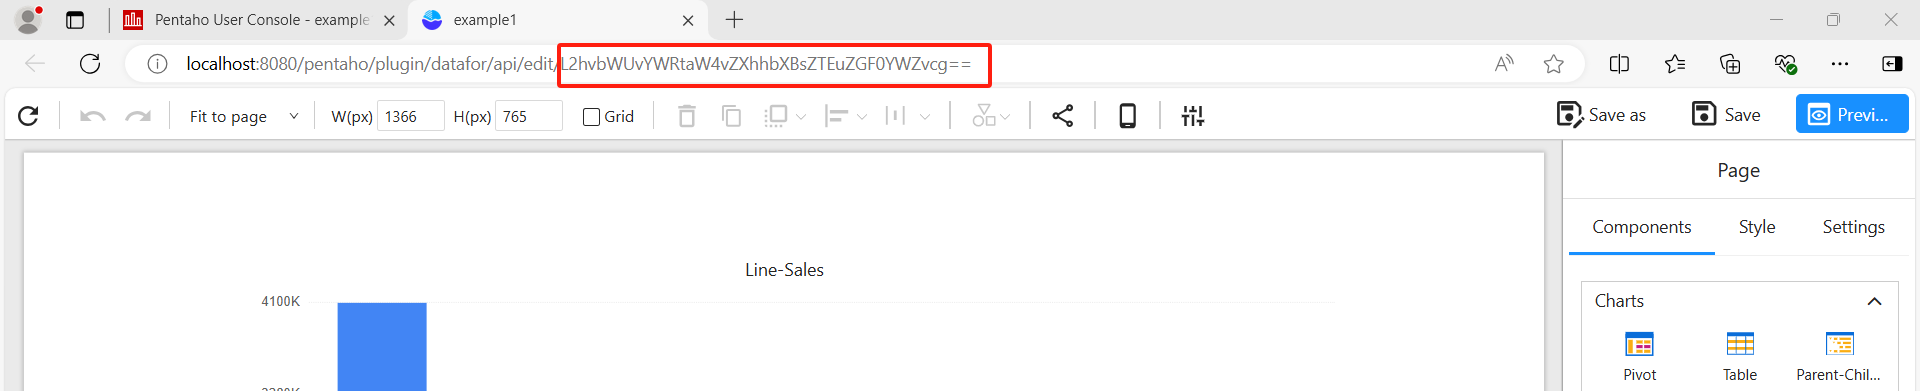 Pentaho User Console - example
example1
localhost:8080/pentaho/plugin/datafor/api/edit/L2hvbWUvYWRtaW4vZXhhbXBsZTEuZGF0YWZvcg==
Fit to page
W(px) 1366
H(px) 765
Grid
Save as
Save
Previ...
Page
Components
Style
Settings
Line-Sales
4100K
Charts
Pivot
Table
Parent-Chil...